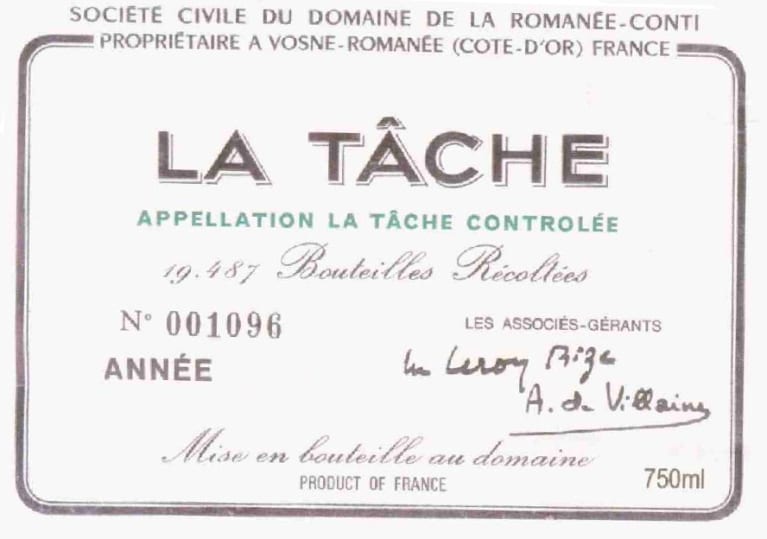 SOCIÉTÉ CIVILE DU DOMAINE DE LA ROMANÉE-CONTI
PROPRIÉTAIRE A VOSNE-ROMANÉE (COTE-D'OR) FRANCE
LA TÂCHE
APPELLATION LA TÂCHE CONTROLÉE
19.487 Bouteilles Récoltées
N° 001096
LES ASSOCIÉS-GÉRANTS
ANNÉE
Leroy Bize
A. de Villaine
Mise en bouteille au domaine
PRODUCT OF FRANCE
750ml